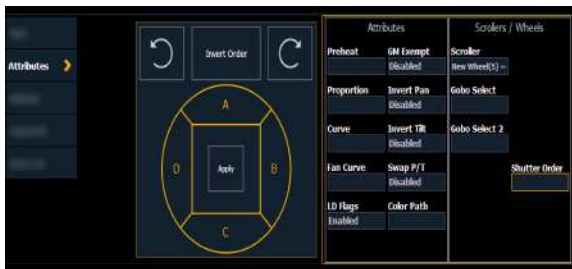 Attributes
Invert Order
A
D
Apply
B
C
Attributes
Preheat
GM Exempt
Disabled
Proportion
Invert Pan
Disabled
Curve
Invert Tilt
Disabled
Fan Curve
Swap P/T
Disabled
LD Flags
Enabled
Color Path
Scrollers / Wheels
Scroller
New Wheel(S) ~
Gobo Select
Gobo Select 2
Shutter Order